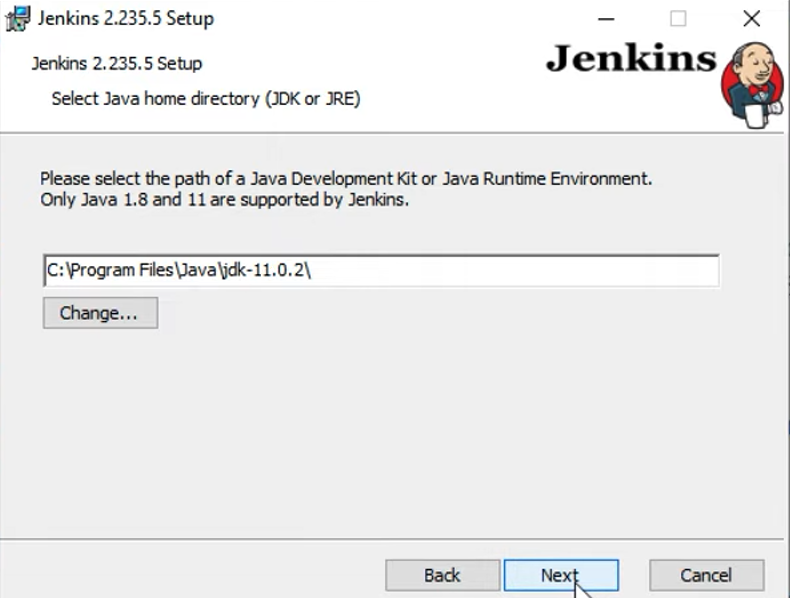 Jenkins 2.235.5 Setup
Jenkins 2.235.5 Setup
Jenkins
Select Java home directory (JDK or JRE)
Please select the path of a Java Development Kit or Java Runtime Environment.
Only Java 1.8 and 11 are supported by Jenkins.
C:\Program Files\Java\jdk-11.0.2\
Change...
Back
Next
Cancel